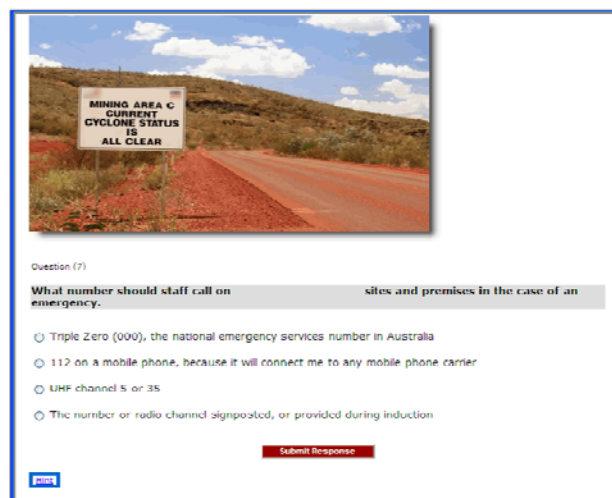 MINING AREA C
CURRENT
CYCLONE STATUS
IS
ALL CLEAR
Question (7)
What number should staff call on sites and premises in the case of an
emergency.
Triple Zero (000), the national emergency services number in Australia
112 on a mobile phone, because it will connect me to any mobile phone carrier
UHF channel 5 or 35
The number or radio channel signposted, or provided during induction
Submit Response
Hint